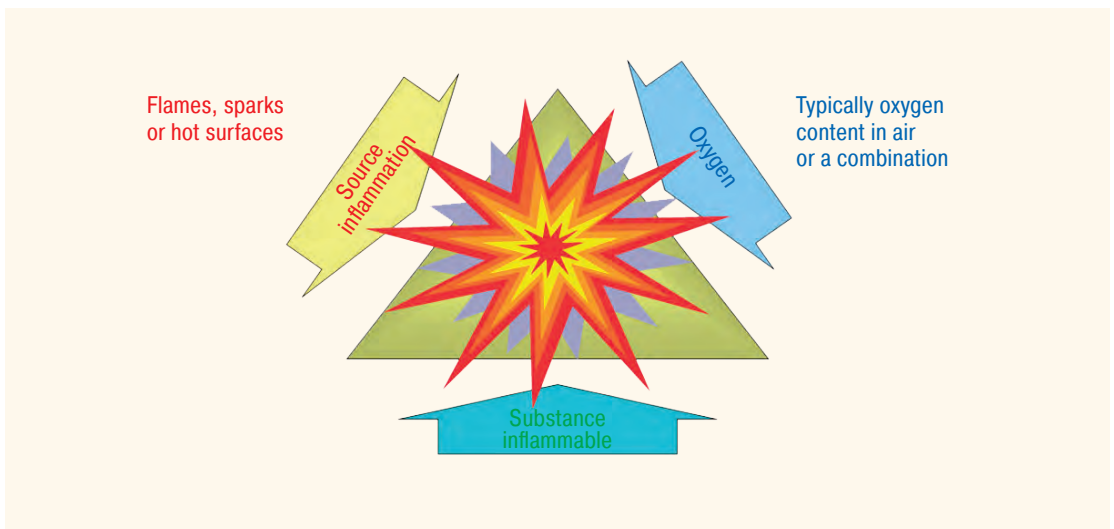 Flames, sparks
or hot surfaces
Source
inflammation
Oxygen
Typically oxygen
content in air
or a combination
Substance
inflammable